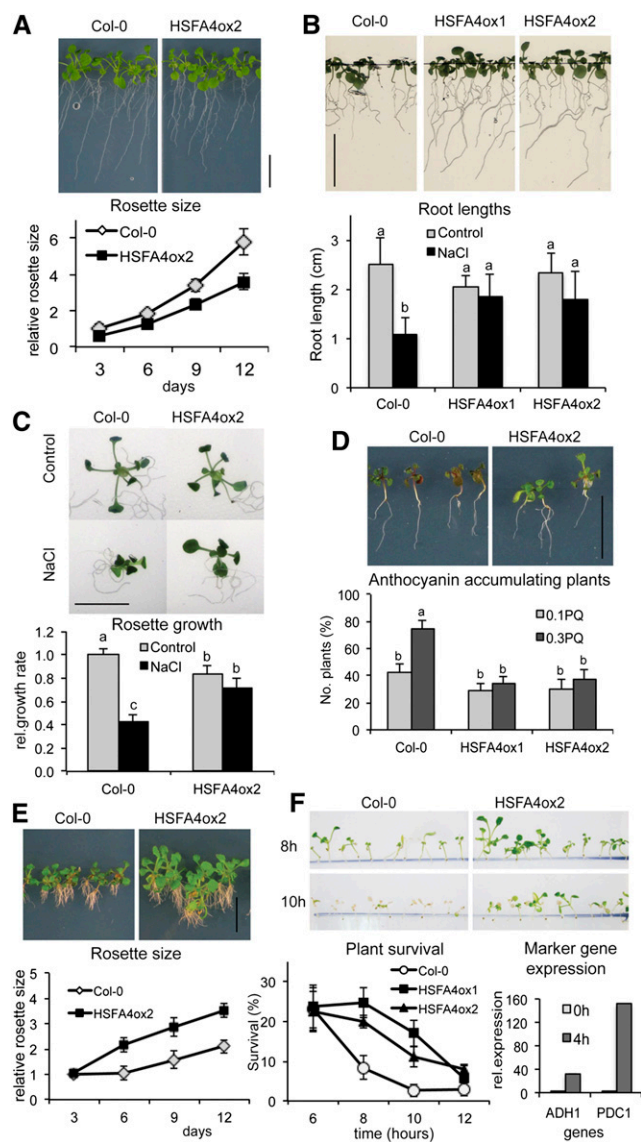 A
Col-0 HSFA4ox2
Rosette size
Col-0
HSFA4ox2
relative rosette size
6
4
2
0
3 6 9 12
days
B
Col-0 HSFA4ox1 HSFA4ox2
Root lengths
Control
NaCl
Root length (cm)
3
2
1
0
a b a a a a
Col-0 HSFA4ox1 HSFA4ox2
C
Col-0 HSFA4ox2
Control
NaCl
Rosette growth
Control
NaCl
rel.growth rate
1.2
1.0
0.8
0.6
0.4
0.2
0.0
a c b b
Col-0 HSFA4ox2
D
Col-0 HSFA4ox2
Anthocyanin accumulating plants
0.1PQ
0.3PQ
No. plants (%)
100
80
60
40
20
0
b a b b b b
Col-0 HSFA4ox1 HSFA4ox2
E
Col-0 HSFA4ox2
Rosette size
Col-0
HSFA4ox2
relative rosette size
5
4
3
2
1
0
3 6 9 12
days
F
Col-0 HSFA4ox2
8h
10h
Plant survival
Col-0
HSFA4ox1
HSFA4ox2
Survival (%)
30
20
10
0
6 8 10 12
time (hours)
Marker gene
expression
0h
4h
rel.expression
160
120
80
40
0
ADH1 PDC1
genes